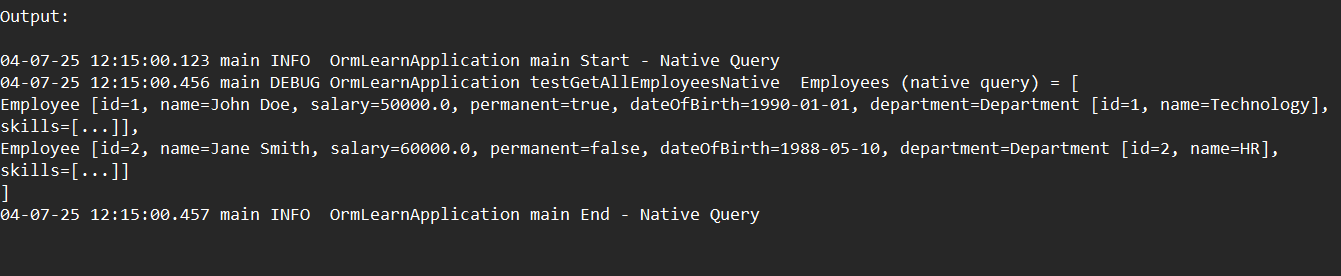 Output:
04-07-25 12:15:00.123 main INFO  OrmLearnApplication main Start - Native Query
04-07-25 12:15:00.456 main DEBUG OrmLearnApplication testGetAllEmployeesNative  Employees (native query) = [
Employee [id=1, name=John Doe, salary=50000.0, permanent=true, dateOfBirth=1990-01-01, department=Department [id=1, name=Technology],
skills=[...]],
Employee [id=2, name=Jane Smith, salary=60000.0, permanent=false, dateOfBirth=1988-05-10, department=Department [id=2, name=HR],
skills=[...]]
]
04-07-25 12:15:00.457 main INFO  OrmLearnApplication main End - Native Query